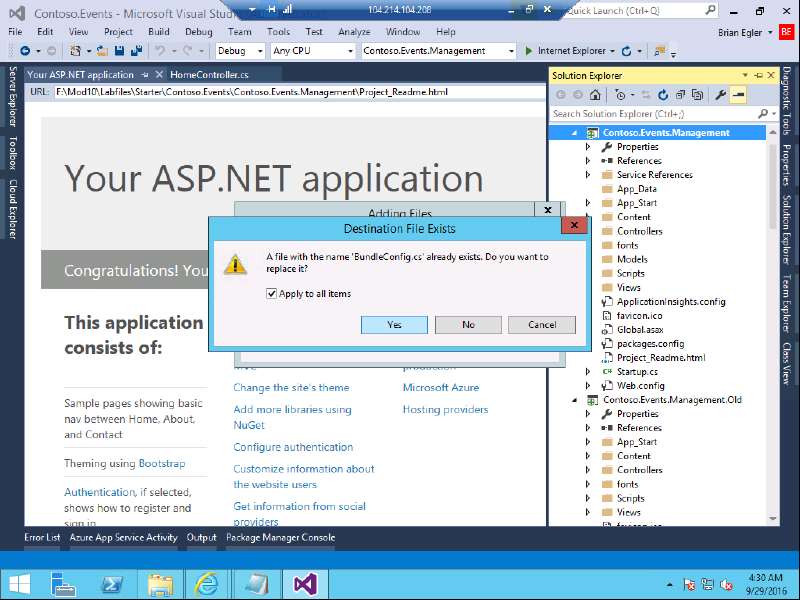 Contoso.Events - Microsoft Visual Stud
104.214.104.208
Quick Launch (Ctrl+Q)
File Edit View Project Build Debug Team Tools Test Analyze Window Help
Brian Egler BE
Debug Any CPU Contoso.Events.Management Internet Explorer
Your ASP.NET application HomeController.cs
Solution Explorer
URL: F:\Mod10\Labfiles\Starter\Contoso.Events\Contoso.Events.Management\Project_Readme.html
Search Solution Explorer (Ctrl+;)
Server Explorer
Toolbox
Cloud Explorer
Your ASP.NET application
Congratulations! You
This application
consists of:
Sample pages showing basic
nav between Home, About,
and Contact
Theming using Bootstrap
Authentication, if selected,
shows how to register and
sign in
Change the site's theme
Add more libraries using
NuGet
Configure authentication
Customize information about
the website users
Get information from social
providers
production
Microsoft Azure
Hosting providers
Adding Files
Destination File Exists
A file with the name 'BundleConfig.cs' already exists. Do you want to
replace it?
Apply to all items
Yes No Cancel
Contoso.Events.Management
Properties
References
Service References
App_Data
App_Start
Content
Controllers
fonts
Models
Scripts
Views
ApplicationInsights.config
favicon.ico
Global.asax
packages.config
Project_Readme.html
Startup.cs
Web.config
Contoso.Events.Management.Old
Properties
References
App_Start
Content
Controllers
fonts
Scripts
Views
Diagnostic Tools
Properties
Solution Explorer
Team Explorer
Class View
Error List Azure App Service Activity Output Package Manager Console
4:30 AM
9/29/2016